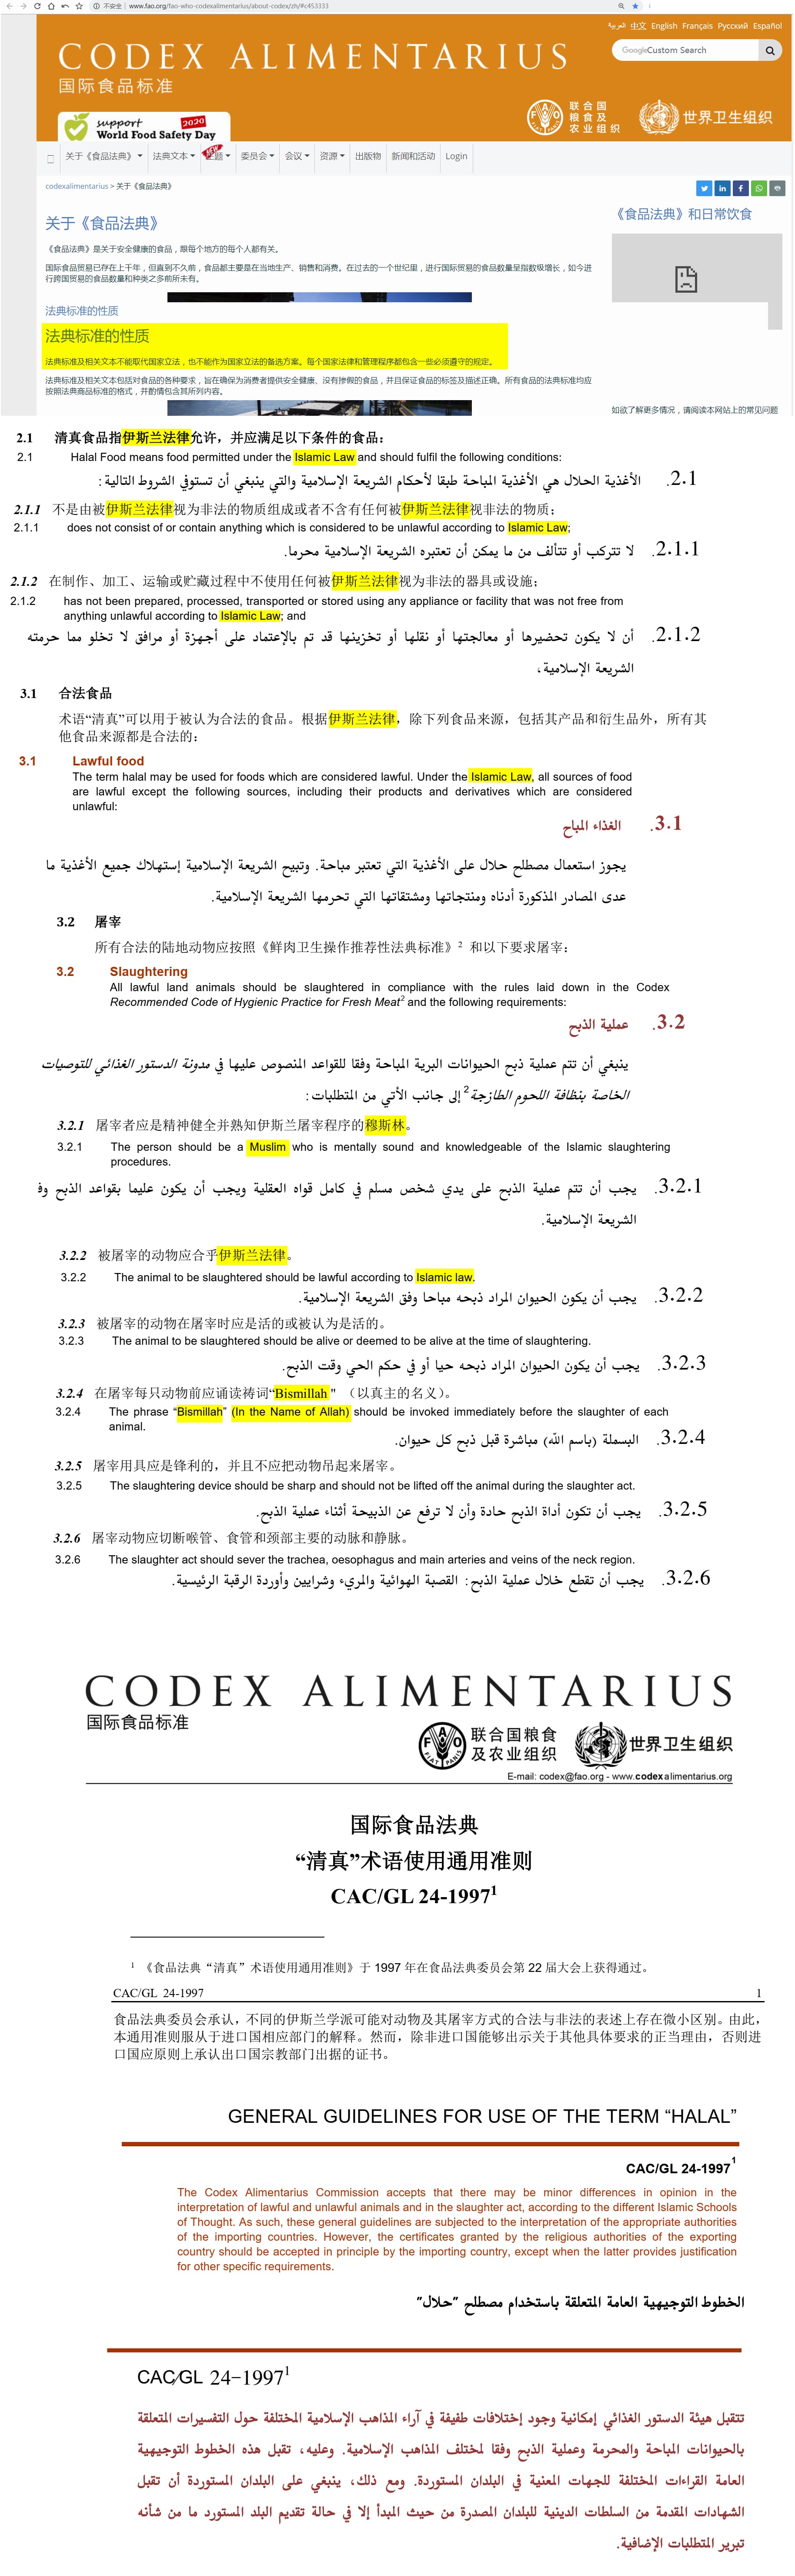 不安全 www.fao.org/fao-who-codexalimentarius/about-codex/zh/#c453333
العربية 中文 English Français Русский Español
CODEX ALIMENTARIUS
国际食品标准
Google Custom Search
support 2020
World Food Safety Day
FAO FIAT PANIS
联合国
粮食及
农业组织
世界卫生组织
关于《食品法典》 法典文本 主题 委员会 会议 资源 出版物 新闻和活动 Login
NEW
codexalimentarius > 关于《食品法典》
关于《食品法典》
《食品法典》和日常饮食
《食品法典》是关于安全健康的食品，跟每个地方的每个人都有关。
国际食品贸易已存在上千年，但直到不久前，食品都主要是在当地生产、销售和消费。在过去的一个世纪里，进行国际贸易的食品数量呈指数级增长，如今进
行跨国贸易的食品数量和种类之多前所未有。
法典标准的性质
法典标准的性质
法典标准及相关文本不能取代国家立法，也不能作为国家立法的备选方案。每个国家法律和管理程序都包含一些必须遵守的规定。
法典标准及相关文本包括对食品的各种要求，旨在确保为消费者提供安全健康、没有掺假的食品，并且保证食品的标签及描述正确。所有食品的法典标准均应
按照法典商品标准的格式，并酌情包含其所列内容。
如欲了解更多情况，请阅读本网站上的常见问题
2.1 清真食品指伊斯兰法律允许，并应满足以下条件的食品：
2.1 Halal Food means food permitted under the Islamic Law and should fulfil the following conditions:
2.1. الأغذية الحلال هي الأغذية المباحة طبقا لأحكام الشريعة الإسلامية والتي ينبغي أن تستوفي الشروط التالية:
2.1.1 不是由被伊斯兰法律视为非法的物质组成或者不含有任何被伊斯兰法律视非法的物质；
2.1.1 does not consist of or contain anything which is considered to be unlawful according to Islamic Law;
2.1.1. لا تتركب أو تتألف من ما يمكن أن تعتبره الشريعة الإسلامية محرما.
2.1.2 在制作、加工、运输或贮藏过程中不使用任何被伊斯兰法律视为非法的器具或设施；
2.1.2 has not been prepared, processed, transported or stored using any appliance or facility that was not free from
anything unlawful according to Islamic Law; and
2.1.2. أن لا يكون تحضيرها أو معالجتها أو نقلها أو تخزينها قد تم بالإعتماد على أجهزة أو مرافق لا تخلو مما حرمته
الشريعة الإسلامية،
3.1 合法食品
术语“清真”可以用于被认为合法的食品。根据伊斯兰法律，除下列食品来源，包括其产品和衍生品外，所有其
他食品来源都是合法的：
3.1 Lawful food
The term halal may be used for foods which are considered lawful. Under the Islamic Law, all sources of food
are lawful except the following sources, including their products and derivatives which are considered
unlawful:
3.1. الغذاء المباح
يجوز استعمال مصطلح حلال على الأغذية التي تعتبر مباحة. وتبيح الشريعة الإسلامية إستهلاك جميع الأغذية ما
عدى المصادر المذكورة أدناه ومنتجاتها ومشتقاتها التي تحرمها الشريعة الإسلامية.
3.2 屠宰
所有合法的陆地动物应按照《鲜肉卫生操作推荐性法典标准》2 和以下要求屠宰：
3.2 Slaughtering
All lawful land animals should be slaughtered in compliance with the rules laid down in the Codex
Recommended Code of Hygienic Practice for Fresh Meat2 and the following requirements:
3.2. عملية الذبح
ينبغي أن تتم عملية ذبح الحيوانات البرية المباحة وفقا للقواعد المنصوص عليها في مدونة الدستور الغذائي للتوصيات
الخاصة بنظافة اللحوم الطازجة2 إلى جانب الأتي من المتطلبات:
3.2.1 屠宰者应是精神健全并熟知伊斯兰屠宰程序的穆斯林。
3.2.1 The person should be a Muslim who is mentally sound and knowledgeable of the Islamic slaughtering
procedures.
3.2.1. يجب أن تتم عملية الذبح على يدي شخص مسلم في كامل قواه العقلية ويجب أن يكون عليما بقواعد الذبح وف
الشريعة الإسلامية.
3.2.2 被屠宰的动物应合乎伊斯兰法律。
3.2.2 The animal to be slaughtered should be lawful according to Islamic law.
3.2.2. يجب أن يكون الحيوان المراد ذبحه مباحا وفق الشريعة الإسلامية.
3.2.3 被屠宰的动物在屠宰时应是活的或被认为是活的。
3.2.3 The animal to be slaughtered should be alive or deemed to be alive at the time of slaughtering.
3.2.3. يجب أن يكون الحيوان المراد ذبحه حيا أو في حكم الحي وقت الذبح.
3.2.4 在屠宰每只动物前应诵读祷词“Bismillah " （以真主的名义）。
3.2.4 The phrase “Bismillah” (In the Name of Allah) should be invoked immediately before the slaughter of each
animal.
3.2.4. البسملة (باسم الله) مباشرة قبل ذبح كل حيوان.
3.2.5 屠宰用具应是锋利的，并且不应把动物吊起来屠宰。
3.2.5 The slaughtering device should be sharp and should not be lifted off the animal during the slaughter act.
3.2.5. يجب أن تكون أداة الذبح حادة وأن لا ترفع عن الذبيحة أثناء عملية الذبح.
3.2.6 屠宰动物应切断喉管、食管和颈部主要的动脉和静脉。
3.2.6 The slaughter act should sever the trachea, oesophagus and main arteries and veins of the neck region.
3.2.6. يجب أن تقطع خلال عملية الذبح: القصبة الهوائية والمريء وشرايين وأوردة الرقبة الرئيسية.
CODEX ALIMENTARIUS
国际食品标准
FAO FIAT PANIS
联合国粮食
及农业组织
世界卫生组织
E-mail: codex@fao.org - www.codexalimentarius.org
国际食品法典
“清真”术语使用通用准则
CAC/GL 24-19971
1 《食品法典“清真”术语使用通用准则》于 1997 年在食品法典委员会第 22 届大会上获得通过。
CAC/GL 24-1997 1
食品法典委员会承认，不同的伊斯兰学派可能对动物及其屠宰方式的合法与非法的表述上存在微小区别。由此，
本通用准则服从于进口国相应部门的解释。然而，除非进口国能够出示关于其他具体要求的正当理由，否则进
口国应原则上承认出口国宗教部门出据的证书。
GENERAL GUIDELINES FOR USE OF THE TERM “HALAL”
CAC/GL 24-19971
The Codex Alimentarius Commission accepts that there may be minor differences in opinion in the
interpretation of lawful and unlawful animals and in the slaughter act, according to the different Islamic Schools
of Thought. As such, these general guidelines are subjected to the interpretation of the appropriate authorities
of the importing countries. However, the certificates granted by the religious authorities of the exporting
country should be accepted in principle by the importing country, except when the latter provides justification
for other specific requirements.
الخطوط التوجيهية العامة المتعلقة باستخدام مصطلح "حلال"
CAC/GL 24-19971
تتقبل هيئة الدستور الغذائي إمكانية وجود إختلافات طفيفة في آراء المذاهب الإسلامية المختلفة حول التفسيرات المتعلقة
بالحيوانات المباحة والمحرمة وعملية الذبح وفقا لمختلف المذاهب الإسلامية. وعليه، تقبل هذه الخطوط التوجيهية
العامة القراءات المختلفة للجهات المعنية في البلدان المستوردة. ومع ذلك، ينبغي على البلدان المستوردة أن تقبل
الشهادات المقدمة من السلطات الدينية للبلدان المصدرة من حيث المبدأ إلا في حالة تقديم البلد المستورد ما من شأنه
تبرير المتطلبات الإضافية.